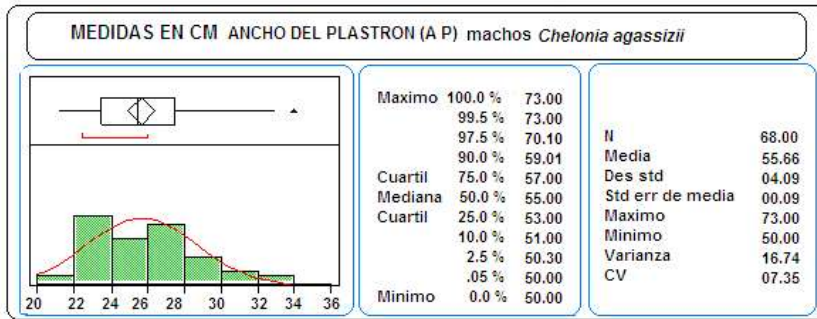 MEDIDAS EN CM ANCHO DEL PLASTRON (A P) machos Chelonia agassizii
20 22 24 26 28 30 32 34 36
Maximo 100.0 % 73.00
99.5 % 73.00
97.5 % 70.10
90.0 % 59.01
Cuartil 75.0 % 57.00
Mediana 50.0 % 55.00
Cuartil 25.0 % 53.00
10.0 % 51.00
2.5 % 50.30
.05 % 50.00
Minimo 0.0 % 50.00
N 68.00
Media 55.66
Des std 04.09
Std err de media 00.09
Maximo 73.00
Minimo 50.00
Varianza 16.74
CV 07.35